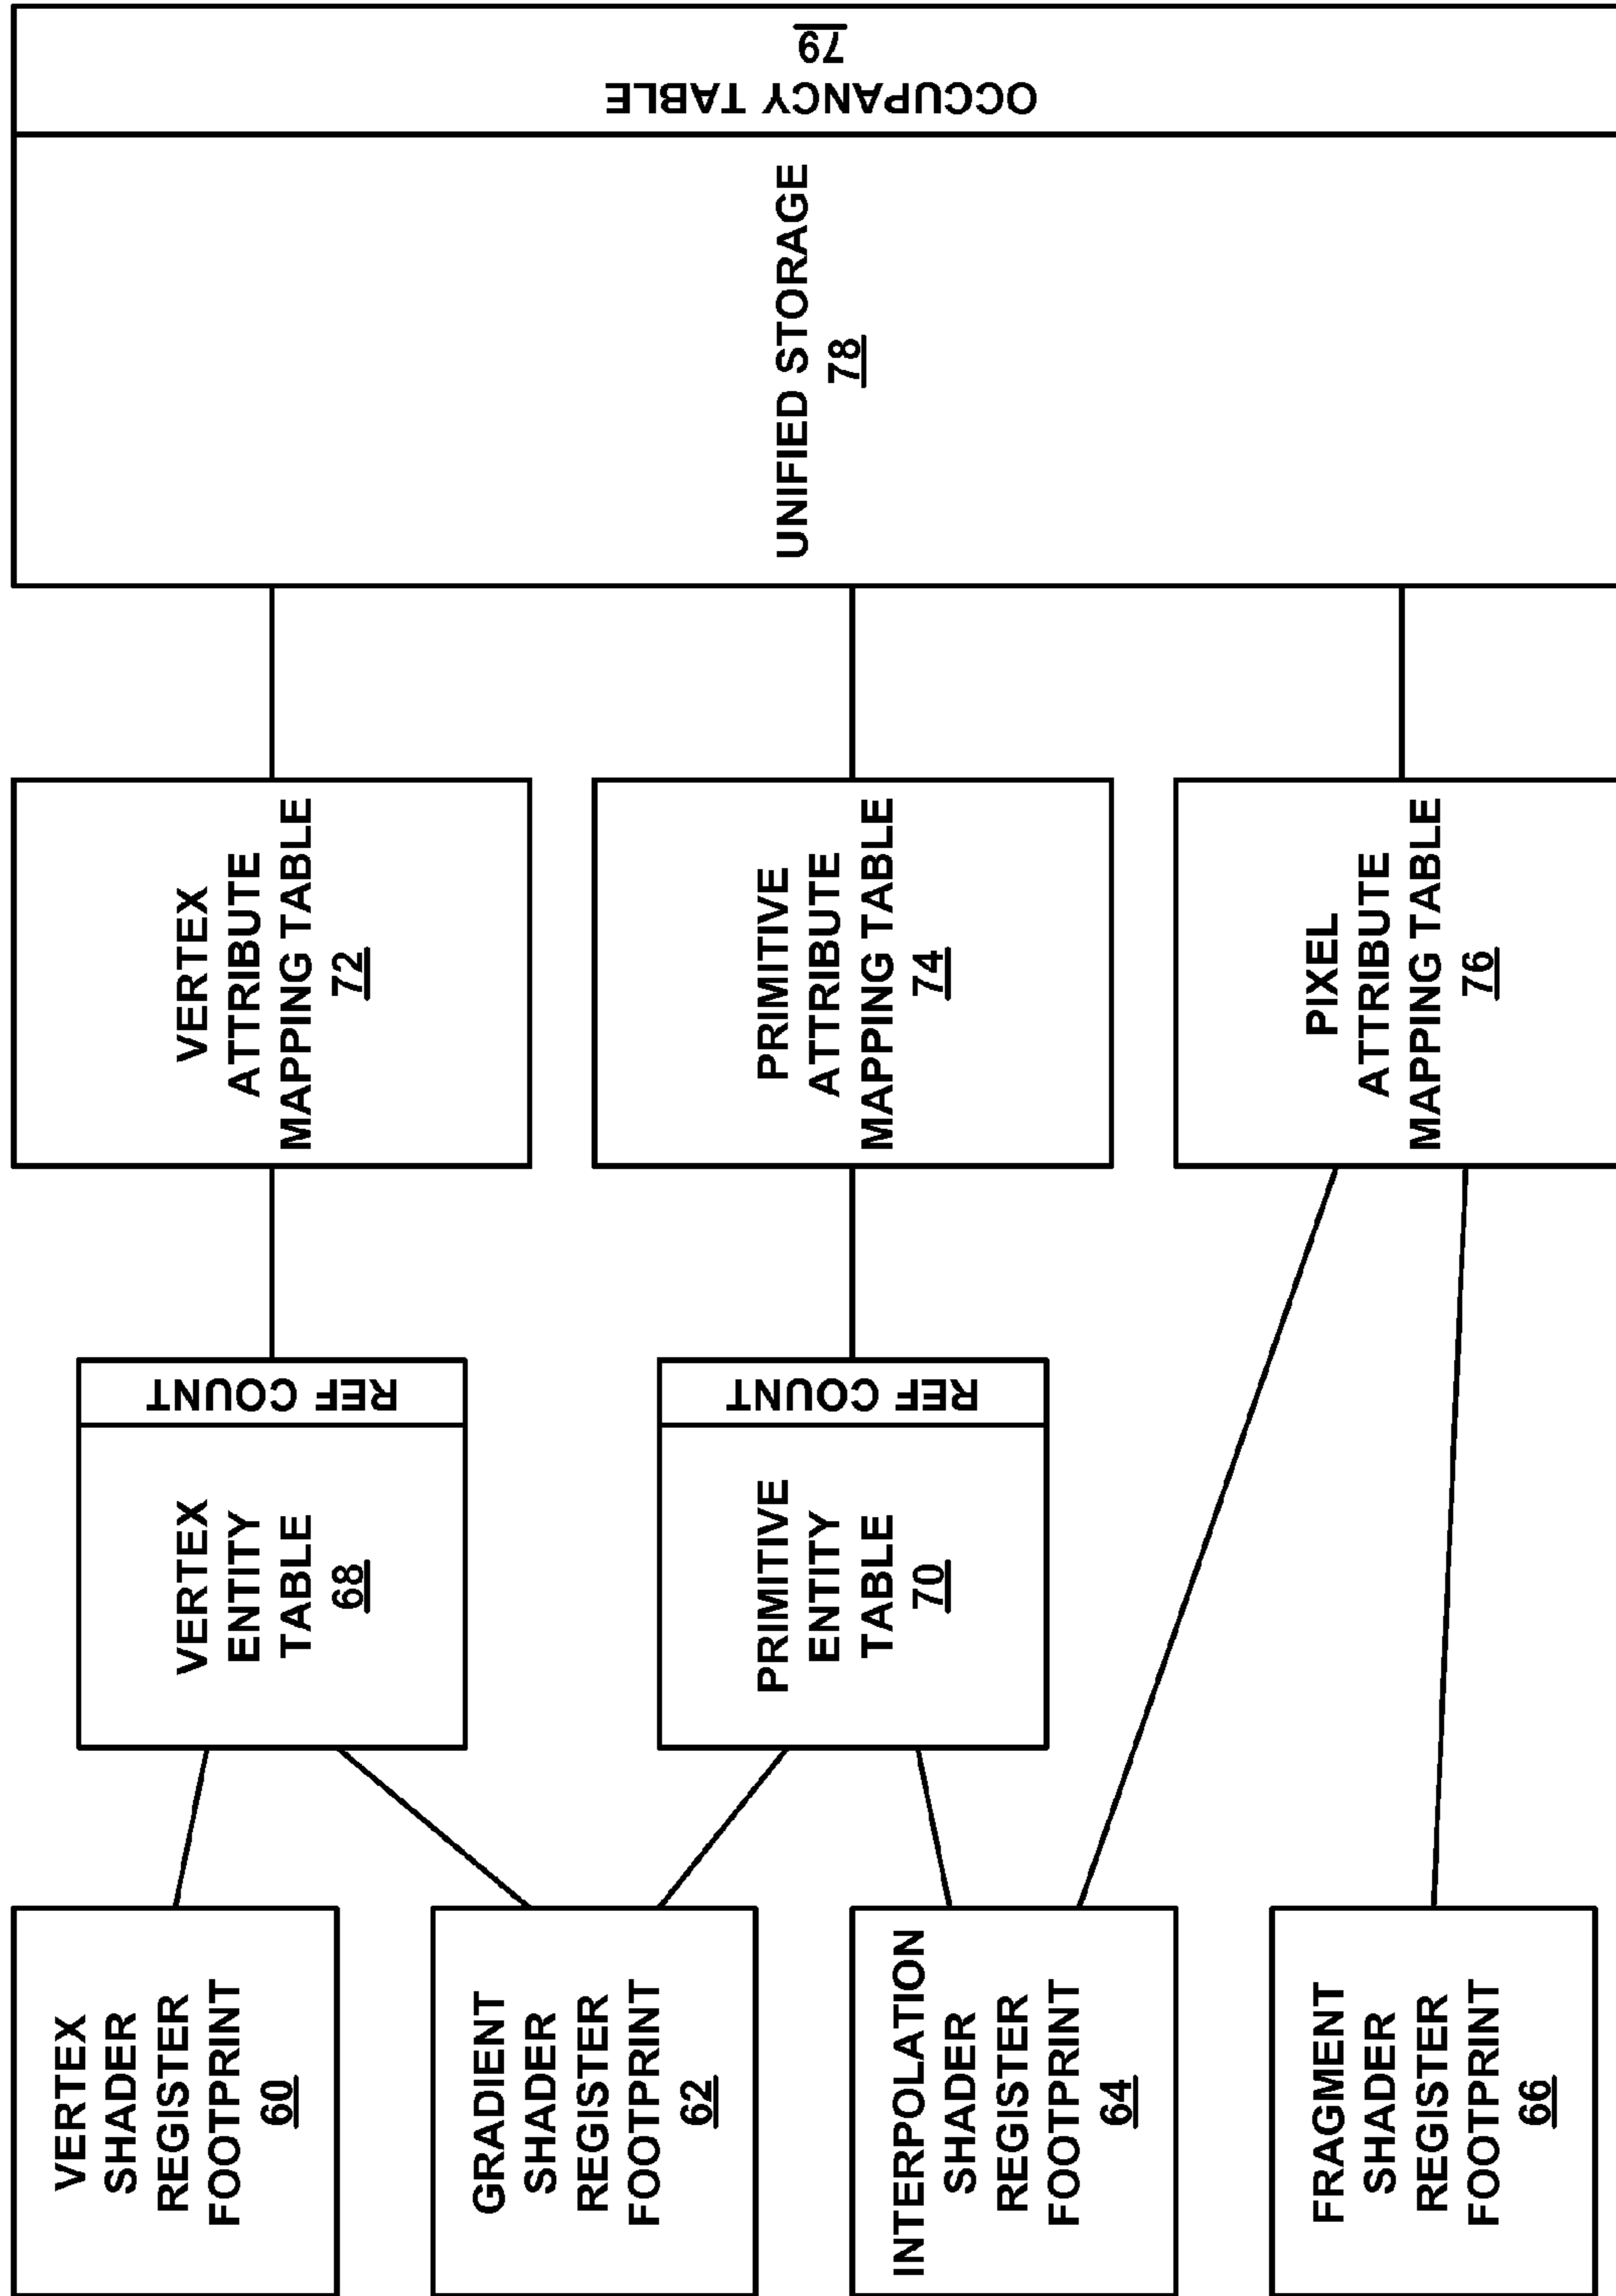 VERTEX
SHADER
REGISTER
FOOTPRINT
60
GRADIENT
SHADER
REGISTER
FOOTPRINT
62
INTERPOLATION
SHADER
REGISTER
FOOTPRINT
64
FRAGMENT
SHADER
REGISTER
FOOTPRINT
66
VERTEX
ENTITY
TABLE
68
REF COUNT
PRIMITIVE
ENTITY
TABLE
70
REF COUNT
VERTEX
ATTRIBUTE
MAPPING TABLE
72
PRIMITIVE
ATTRIBUTE
MAPPING TABLE
74
PIXEL
ATTRIBUTE
MAPPING TABLE
76
UNIFIED STORAGE
78
OCCUPANCY TABLE
79